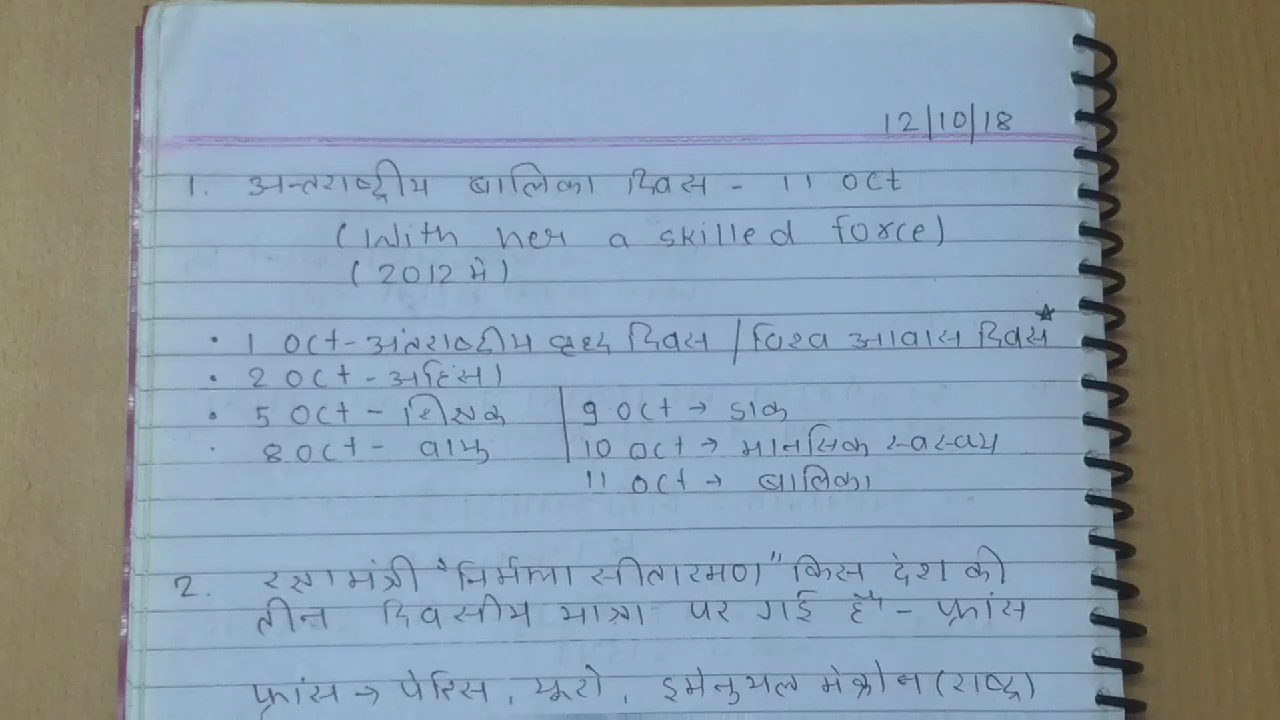 12/10/18
1. अन्तराष्ट्रीय बालिका दिवस - 11 Oct
(With her a skilled force)
(2012 में)
• 1 Oct - अंतराष्ट्रीय वृद्ध दिवस / विश्व आवास दिवस*
• 2 Oct - अहिंसा
• 5 Oct - शिक्षक | 9 Oct → डाक
• 8 Oct - वायु | 10 Oct → मानसिक स्वास्थय
11 Oct → बालिका
2. रक्षामंत्री "निर्मला सीतारमण" किस देश की
तीन दिवसीय यात्रा पर गई हैं - फ्रांस
फ्रांस → पेरिस, यूरो, इमेनुयल मेक्रोन (राष्ट्र)